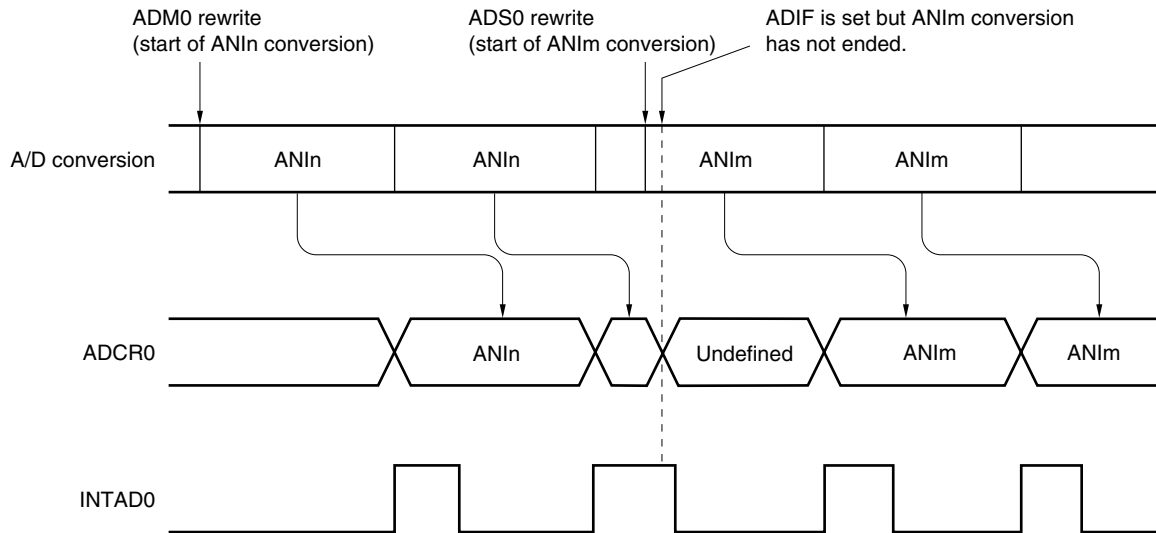 ADM0 rewrite
(start of ANIn conversion)
ADS0 rewrite
(start of ANIm conversion)
ADIF is set but ANIm conversion
has not ended.
A/D conversion
ANIn
ANIn
ANIm
ANIm
ADCR0
ANIn
Undefined
ANIm
ANIm
INTAD0